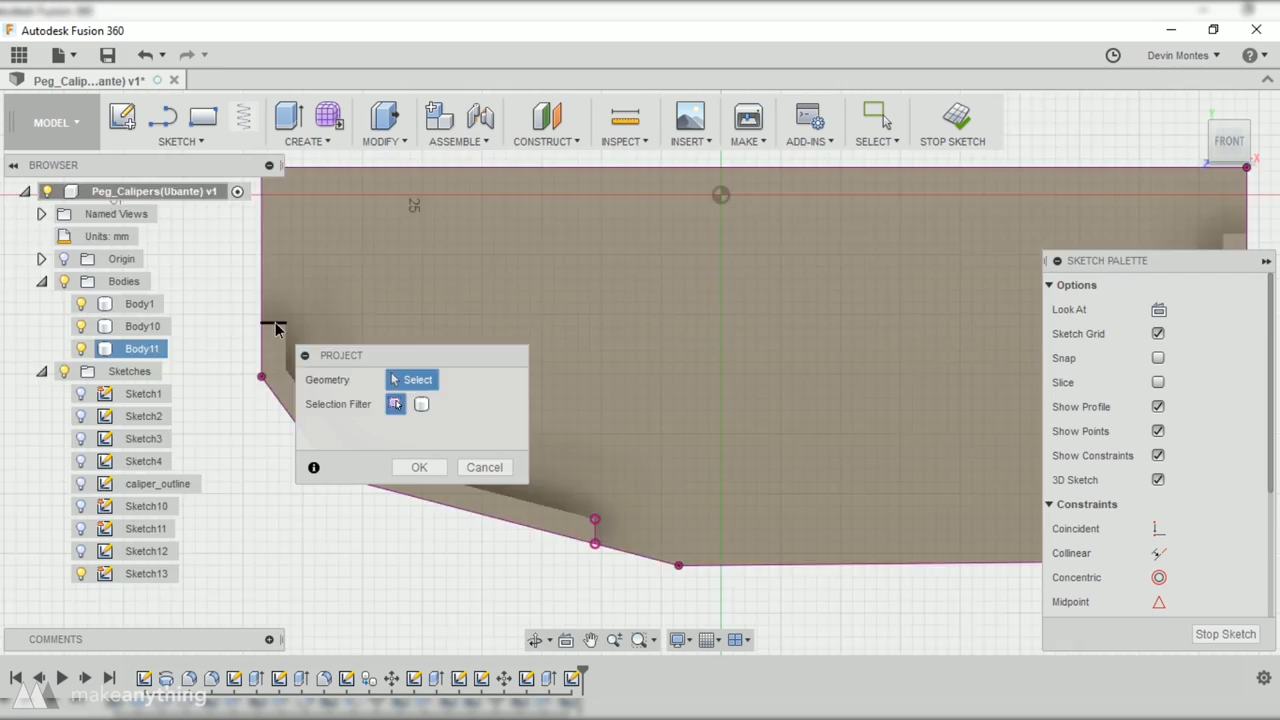 Autodesk Fusion 360
Devin Montes
Peg_Calip...ante) v1*
MODEL
SKETCH
CREATE
MODIFY
ASSEMBLE
CONSTRUCT
INSPECT
INSERT
MAKE
ADD-INS
SELECT
STOP SKETCH
FRONT
Y
X
Z
BROWSER
Peg_Calipers(Ubante) v1
Named Views
Units: mm
Origin
Bodies
Body1
Body10
Body11
Sketches
Sketch1
Sketch2
Sketch3
Sketch4
caliper_outline
Sketch10
Sketch11
Sketch12
Sketch13
25
PROJECT
Geometry
Select
Selection Filter
OK
Cancel
SKETCH PALETTE
Options
Look At
Sketch Grid
Snap
Slice
Show Profile
Show Points
Show Constraints
3D Sketch
Constraints
Coincident
Collinear
Concentric
Midpoint
Stop Sketch
COMMENTS
makeanything